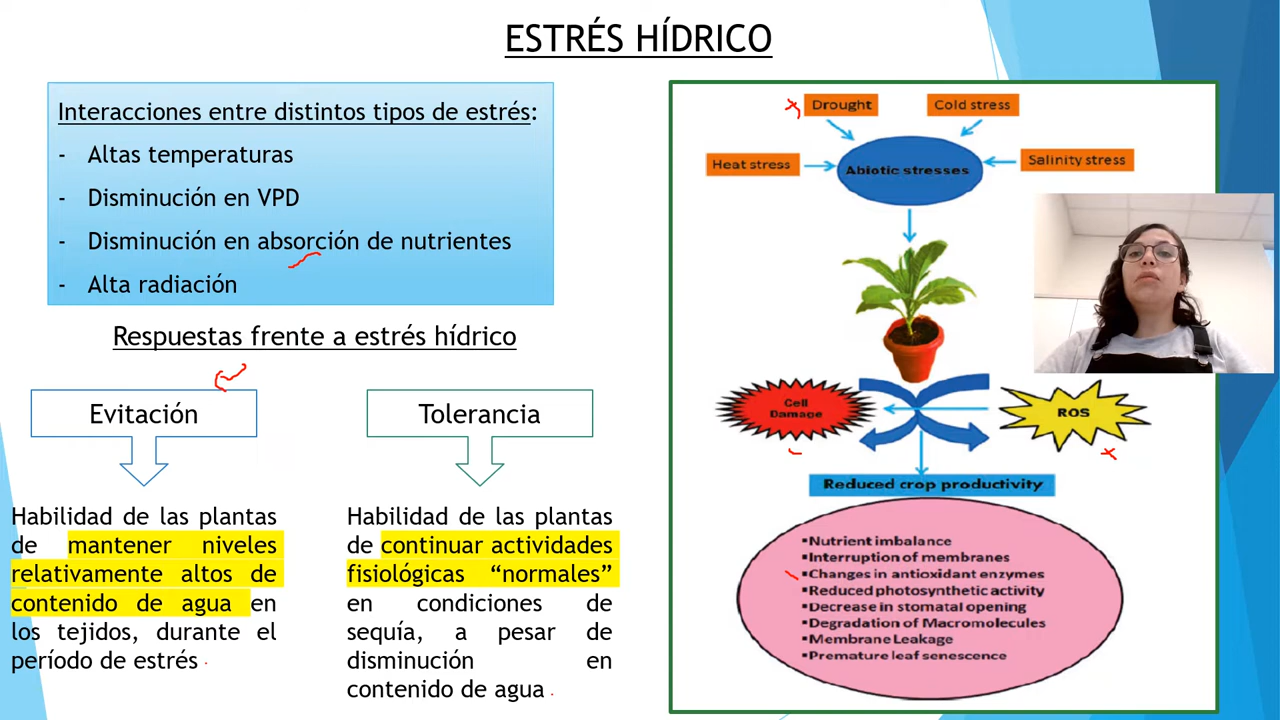 ESTRÉS HÍDRICO
Interacciones entre distintos tipos de estrés:
- Altas temperaturas
- Disminución en VPD
- Disminución en absorción de nutrientes
- Alta radiación
Respuestas frente a estrés hídrico
Evitación
Habilidad de las plantas
de mantener niveles
relativamente altos de
contenido de agua en
los tejidos, durante el
período de estrés
Tolerancia
Habilidad de las plantas
de continuar actividades
fisiológicas “normales”
en condiciones de
sequía, a pesar de
disminución en
contenido de agua
Drought
Cold stress
Heat stress
Abiotic stresses
Salinity stress
Cell
Damage
ROS
Reduced crop productivity
▪Nutrient imbalance
▪Interruption of membranes
▪Changes in antioxidant enzymes
▪Reduced photosynthetic activity
▪Decrease in stomatal opening
▪Degradation of Macromolecules
▪Membrane Leakage
▪Premature leaf senescence